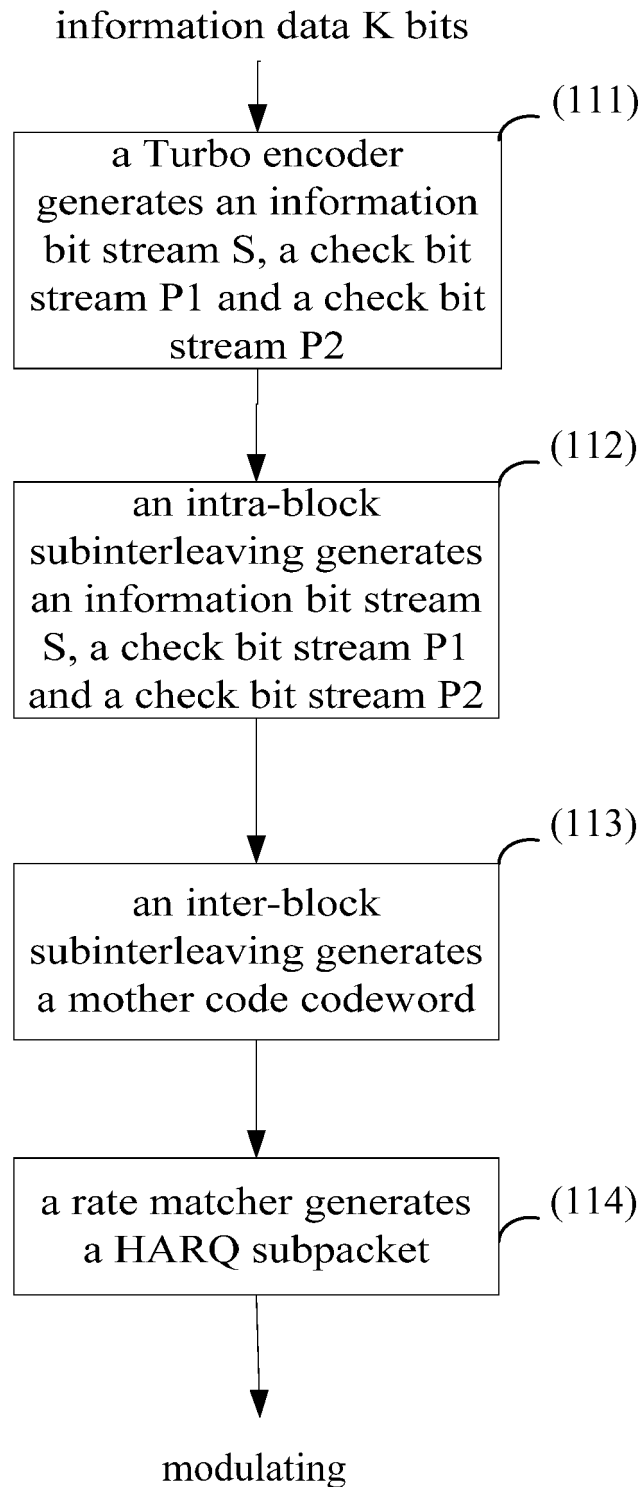 information data K bits
(111)
a Turbo encoder
generates an information
bit stream S, a check bit
stream P1 and a check bit
stream P2
(112)
an intra-block
subinterleaving generates
an information bit stream
S, a check bit stream P1
and a check bit stream P2
(113)
an inter-block
subinterleaving generates
a mother code codeword
(114)
a rate matcher generates
a HARQ subpacket
modulating